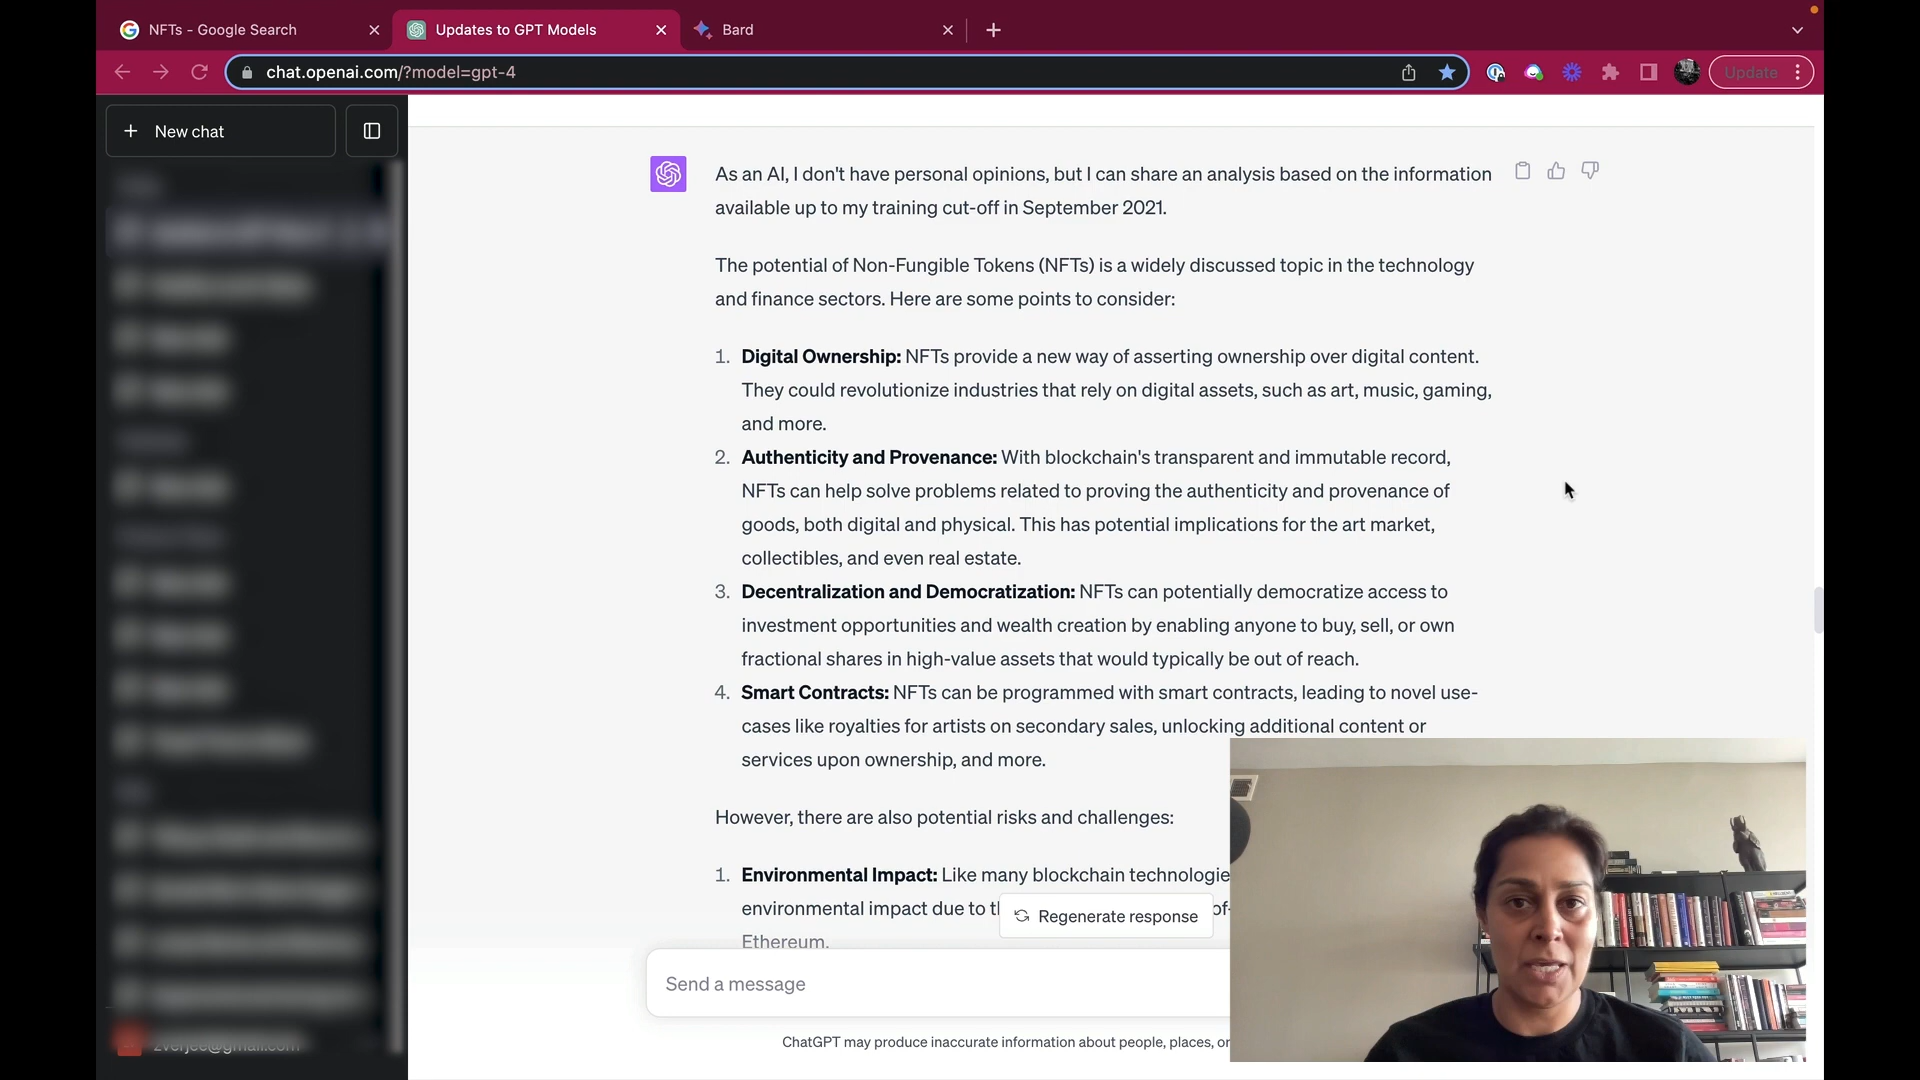 NFTs - Google Search
Updates to GPT Models
Bard
chat.openai.com/?model=gpt-4
Update
New chat
As an AI, I don't have personal opinions, but I can share an analysis based on the information
available up to my training cut-off in September 2021.
The potential of Non-Fungible Tokens (NFTs) is a widely discussed topic in the technology
and finance sectors. Here are some points to consider:
1. Digital Ownership: NFTs provide a new way of asserting ownership over digital content.
They could revolutionize industries that rely on digital assets, such as art, music, gaming,
and more.
2. Authenticity and Provenance: With blockchain's transparent and immutable record,
NFTs can help solve problems related to proving the authenticity and provenance of
goods, both digital and physical. This has potential implications for the art market,
collectibles, and even real estate.
3. Decentralization and Democratization: NFTs can potentially democratize access to
investment opportunities and wealth creation by enabling anyone to buy, sell, or own
fractional shares in high-value assets that would typically be out of reach.
4. Smart Contracts: NFTs can be programmed with smart contracts, leading to novel use-
cases like royalties for artists on secondary sales, unlocking additional content or
services upon ownership, and more.
However, there are also potential risks and challenges:
1. Environmental Impact: Like many blockchain technologie
environmental impact due to
Regenerate response
of-
Ethereum.
Send a message
ChatGPT may produce inaccurate information about people, places, or